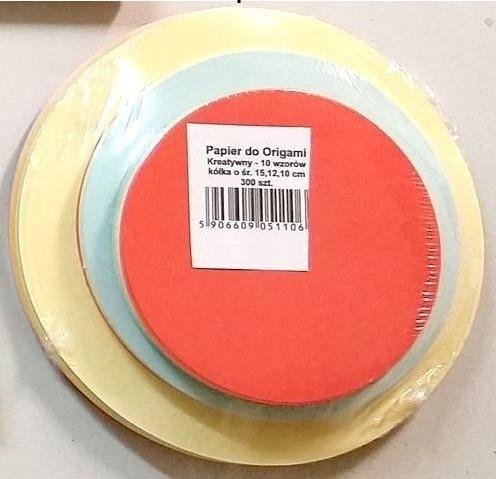 Papier do Origami
Kreatywny - 10 wzorów
kółka o śr. 15,12,10 cm
300 szt.
5 906609 051106